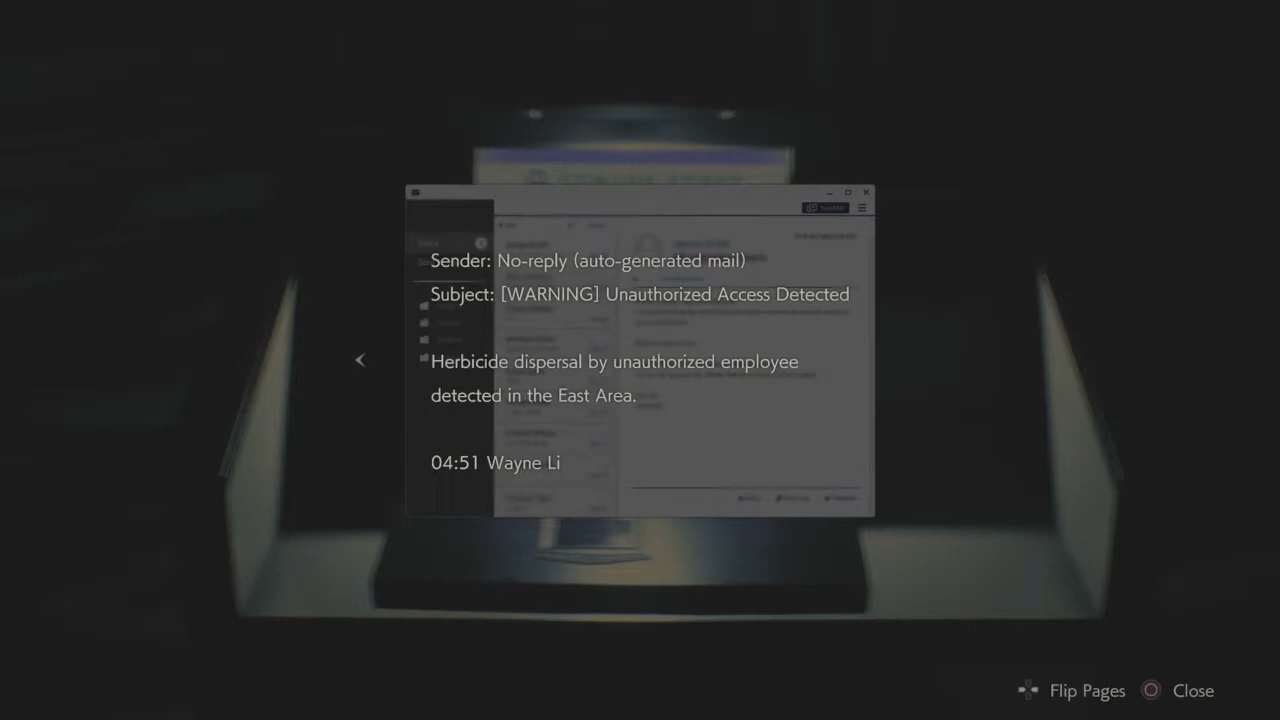 Sender: No-reply (auto-generated mail)
Subject: [WARNING] Unauthorized Access Detected
Herbicide dispersal by unauthorized employee
detected in the East Area.
04:51 Wayne Li
Flip Pages
Close